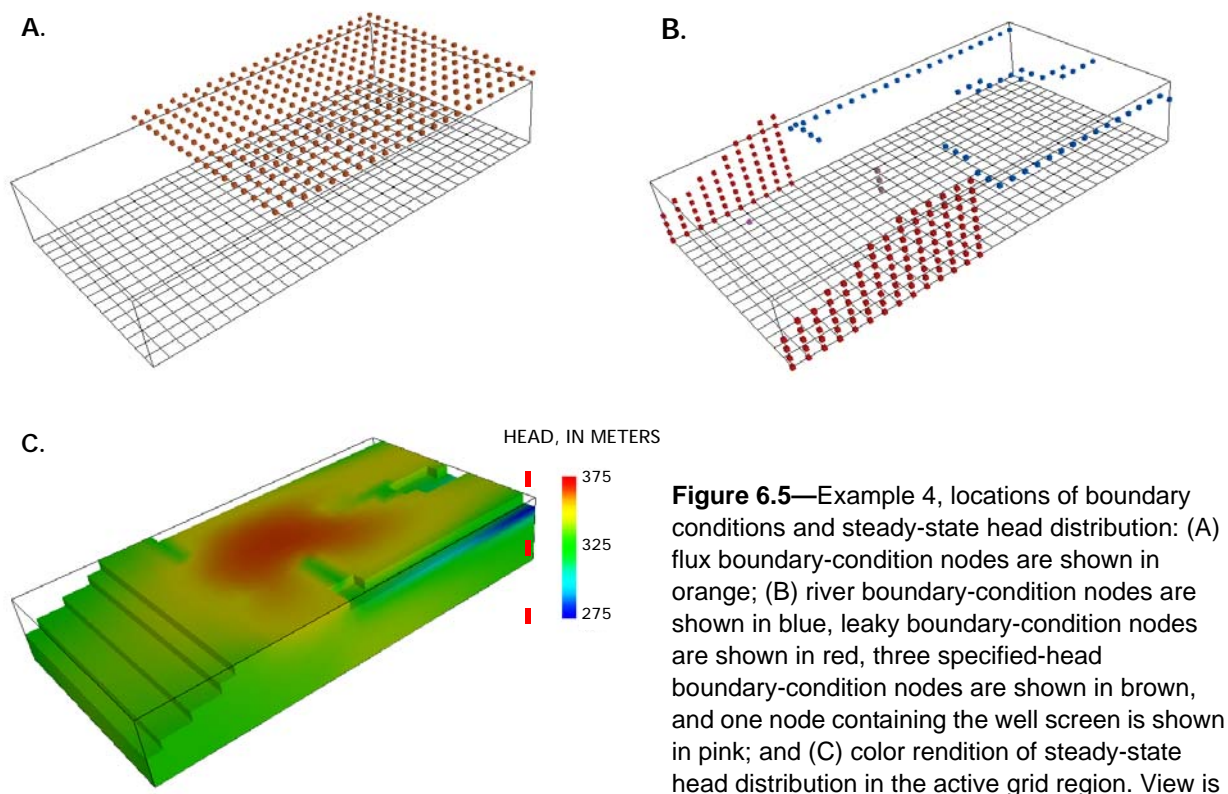 A.
B.
C.
HEAD, IN METERS
375
325
275
Figure 6.5—Example 4, locations of boundary
conditions and steady-state head distribution: (A)
flux boundary-condition nodes are shown in
orange; (B) river boundary-condition nodes are
shown in blue, leaky boundary-condition nodes
are shown in red, three specified-head
boundary-condition nodes are shown in brown,
and one node containing the well screen is shown
in pink; and (C) color rendition of steady-state
head distribution in the active grid region. View is